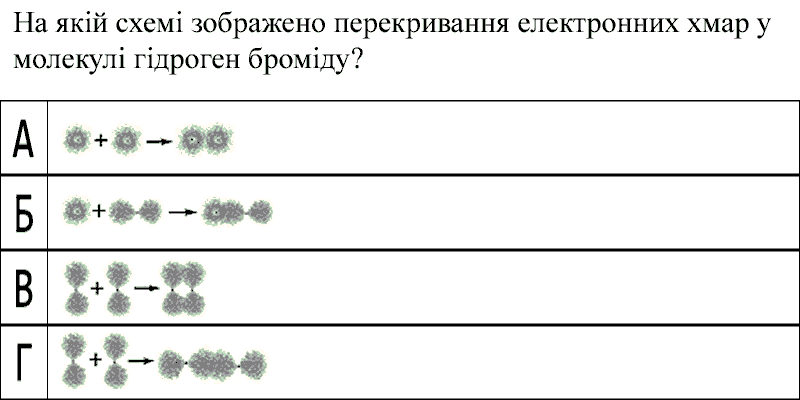 На якій схемі зображено перекривання електронних хмар у
молекулі гідроген броміду?
А + →
Б + →
В + →
Г + →